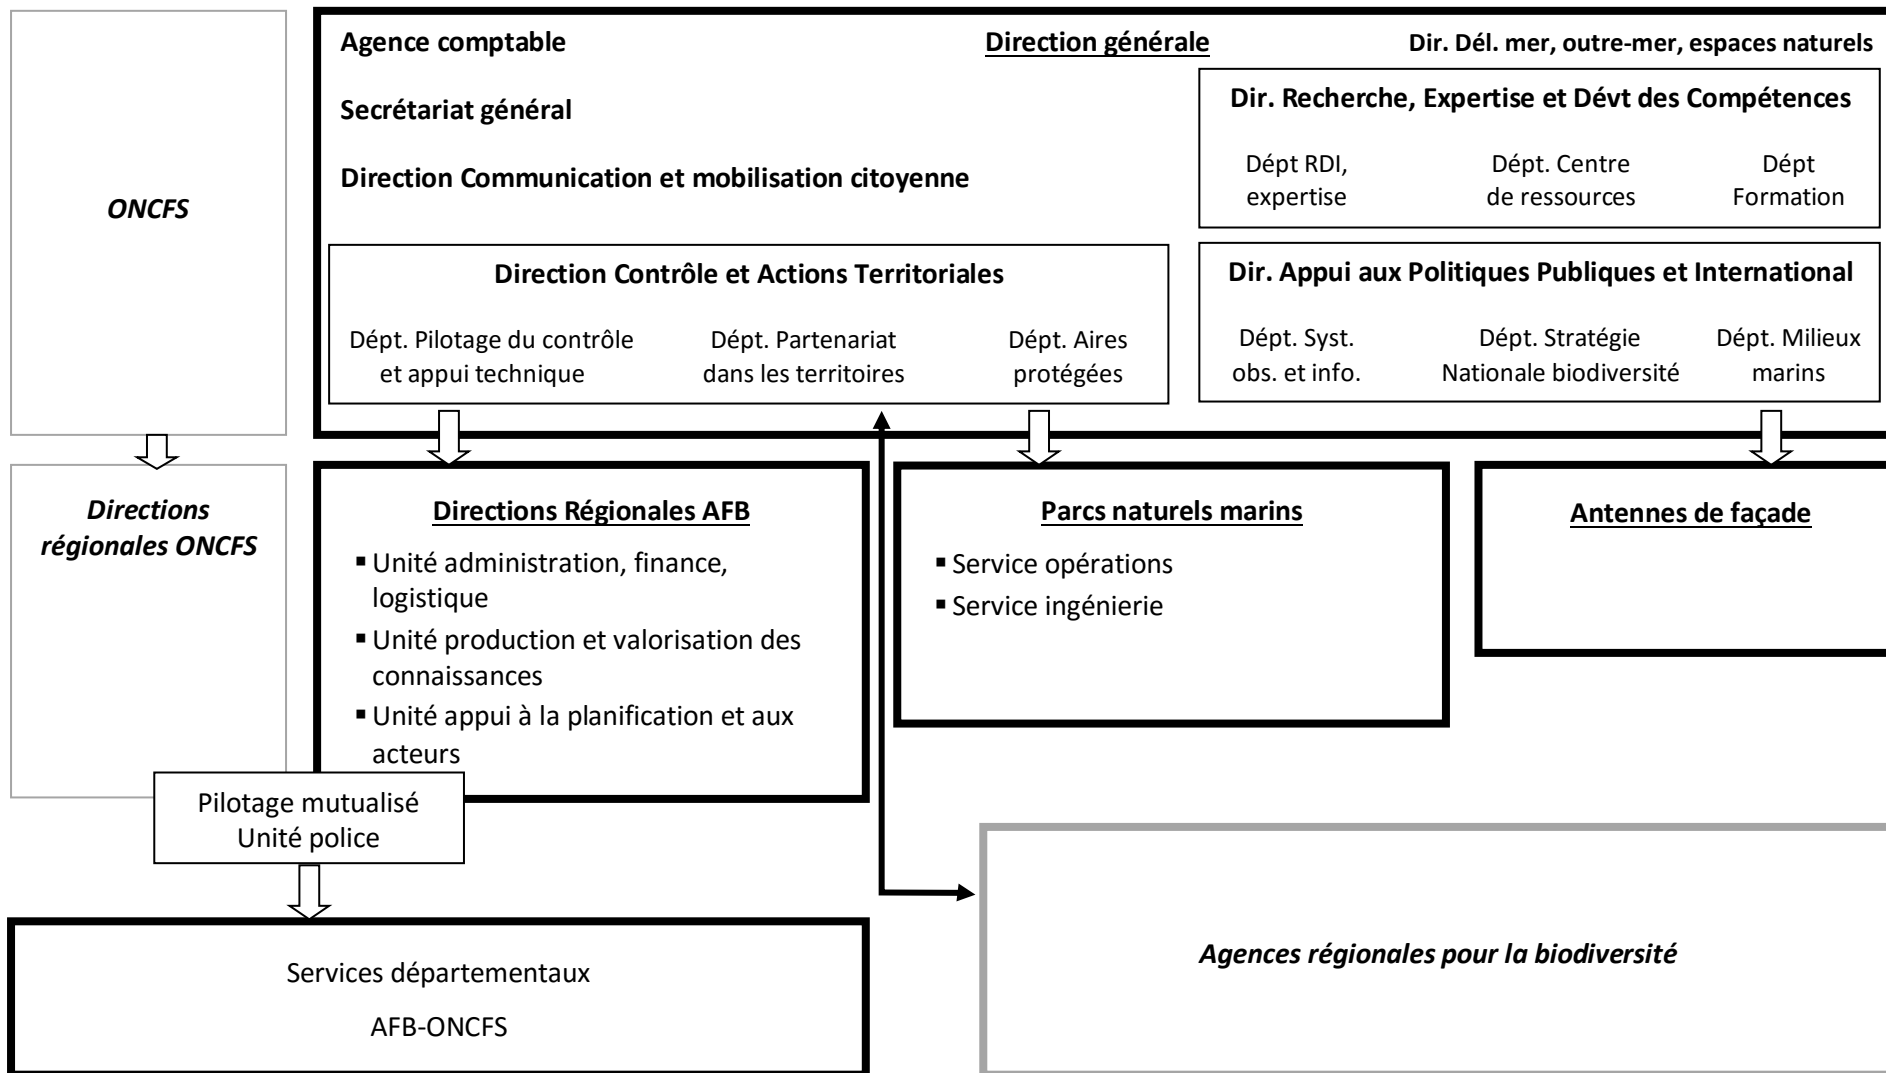 ONCFS
Agence comptable
Direction générale
Dir. Dél. mer, outre-mer, espaces naturels
Secrétariat général
Direction Communication et mobilisation citoyenne
Dir. Recherche, Expertise et Dévt des Compétences
Dépt RDI,
expertise
Dépt. Centre
de ressources
Dépt
Formation
Direction Contrôle et Actions Territoriales
Dépt. Pilotage du contrôle
et appui technique
Dépt. Partenariat
dans les territoires
Dépt. Aires
protégées
Dir. Appui aux Politiques Publiques et International
Dépt. Syst.
obs. et info.
Dépt. Stratégie
Nationale biodiversité
Dépt. Milieux
marins
Directions
régionales ONCFS
Directions Régionales AFB
▪ Unité administration, finance,
logistique
▪ Unité production et valorisation des
connaissances
▪ Unité appui à la planification et aux
acteurs
Parcs naturels marins
▪ Service opérations
▪ Service ingénierie
Antennes de façade
Pilotage mutualisé
Unité police
Services départementaux
AFB-ONCFS
Agences régionales pour la biodiversité